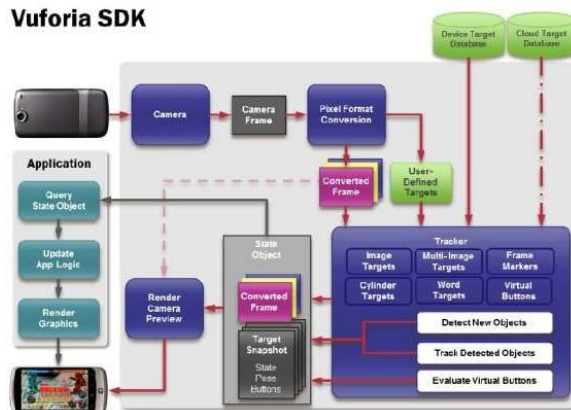 Vuforia SDK
Device Target
Database
Cloud Target
Database
Camera
Camera
Frame
Pixel Format
Conversion
Application
Query
State Object
Update
App Logic
Render
Graphics
Converted
Frame
User-
Defined
Targets
State
Object
Converted
Frame
Target
Snapshot
State
Pose
Buttons
Render
Camera
Preview
Tracker
Image
Targets
Multi-Image
Targets
Frame
Markers
Cylinder
Targets
Word
Targets
Virtual
Buttons
Detect New Objects
Track Detected Objects
Evaluate Virtual Buttons